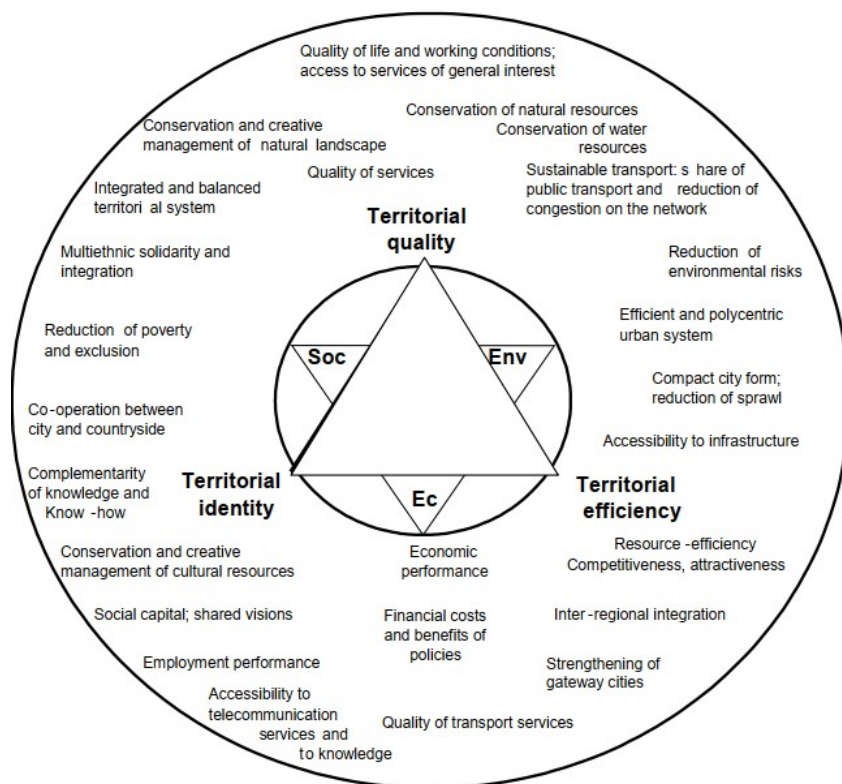 Quality of life and working conditions;
access to services of general interest
Conservation of natural resources
Conservation of water
resources
Conservation and creative
management of natural landscape
Quality of services
Sustainable transport: s hare of
public transport and reduction of
congestion on the network
Integrated and balanced
territori al system
Territorial
quality
Multiethnic solidarity and
integration
Reduction of
environmental risks
Reduction of poverty
and exclusion
Efficient and polycentric
urban system
Soc
Env
Compact city form;
reduction of sprawl
Co-operation between
city and countryside
Accessibility to infrastructure
Complementarity
of knowledge and
Know -how
Territorial
identity
Ec
Territorial
efficiency
Conservation and creative
management of cultural resources
Economic
performance
Resource -efficiency
Competitiveness, attractiveness
Social capital; shared visions
Financial costs
and benefits of
policies
Inter-regional integration
Employment performance
Strengthening of
gateway cities
Accessibility to
telecommunication
services and
to knowledge
Quality of transport services